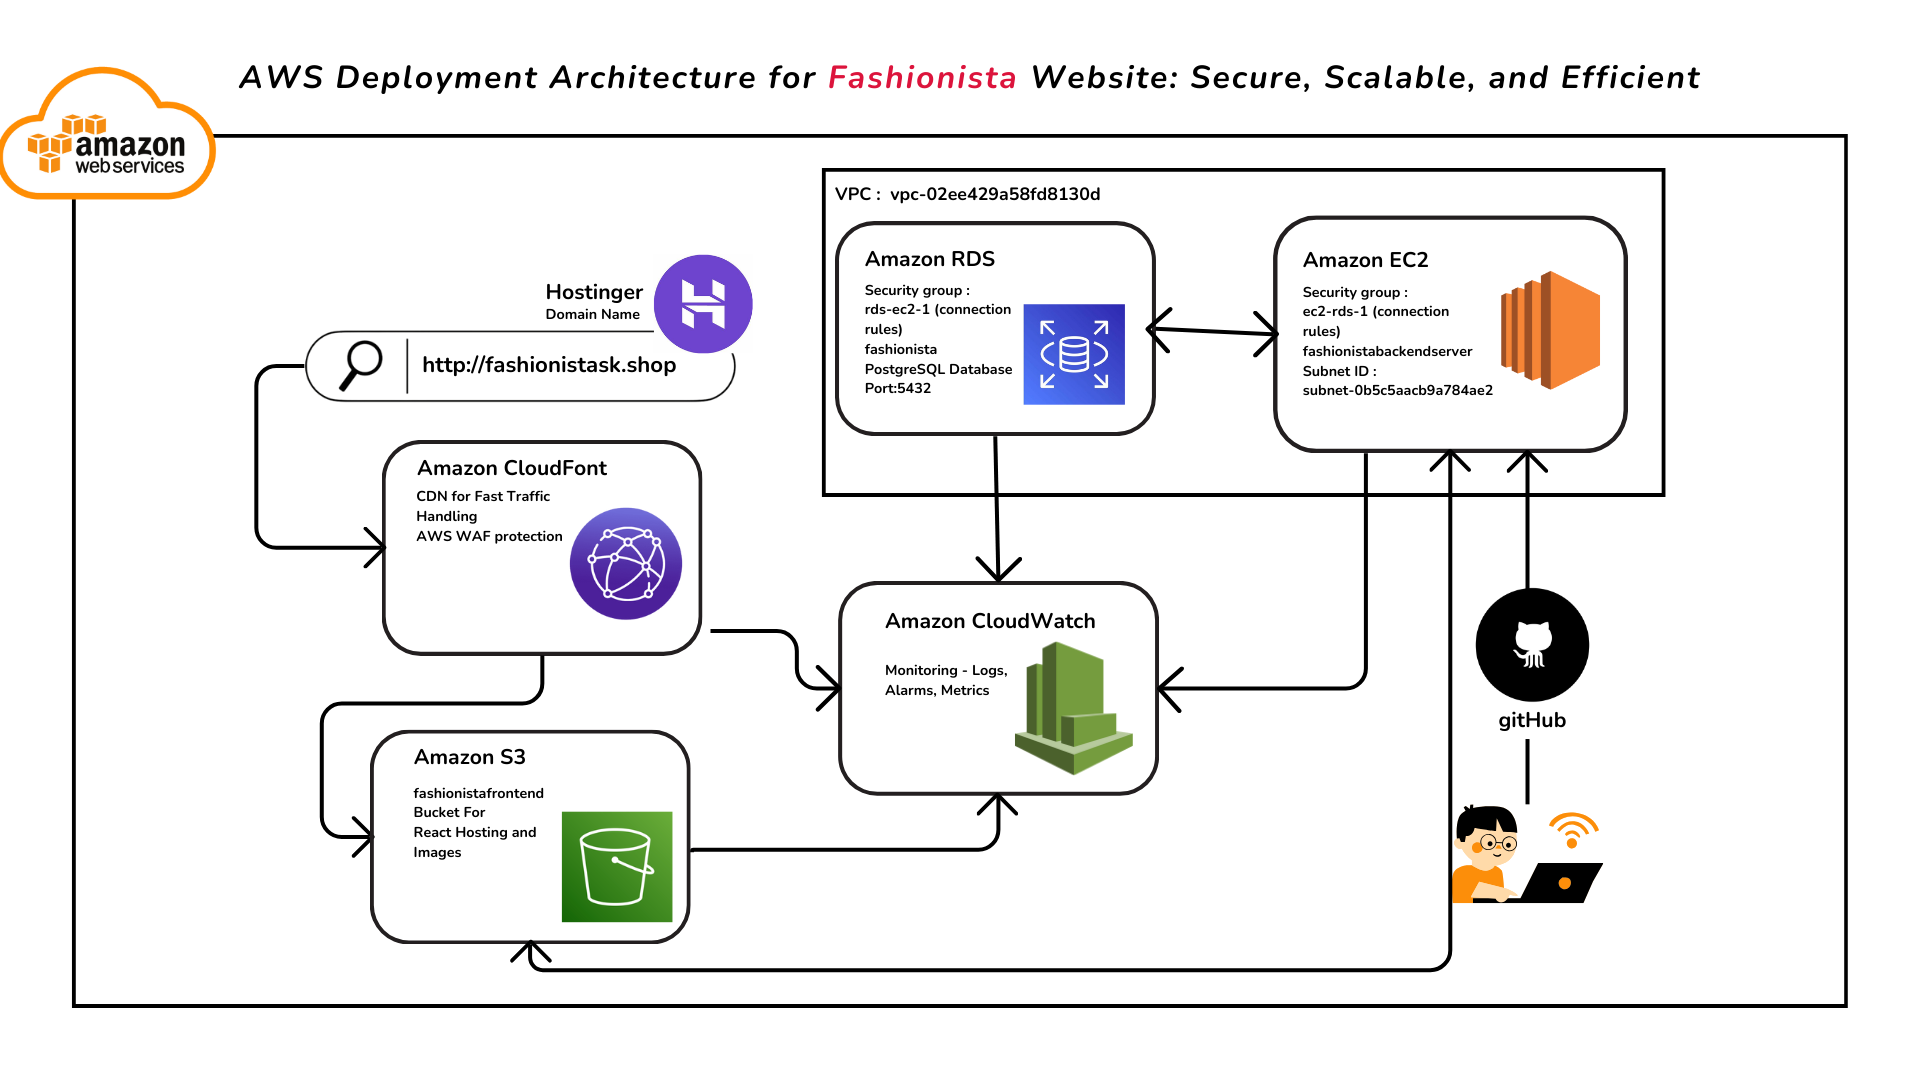 AWS Deployment Architecture for Fashionista Website: Secure, Scalable, and Efficient
amazon
web services
VPC :  vpc-02ee429a58fd8130d
Amazon RDS
Security group :
rds-ec2-1 (connection
rules)
fashionista
PostgreSQL Database
Port:5432
Amazon EC2
Security group :
ec2-rds-1 (connection
rules)
fashionistabackendserver
Subnet ID :
subnet-0b5c5aacb9a784ae2
Hostinger
Domain Name
http://fashionistask.shop
Amazon CloudFont
CDN for Fast Traffic
Handling
AWS WAF protection
Amazon CloudWatch
Monitoring - Logs,
Alarms, Metrics
gitHub
Amazon S3
fashionistafrontend
Bucket For
React Hosting and
Images